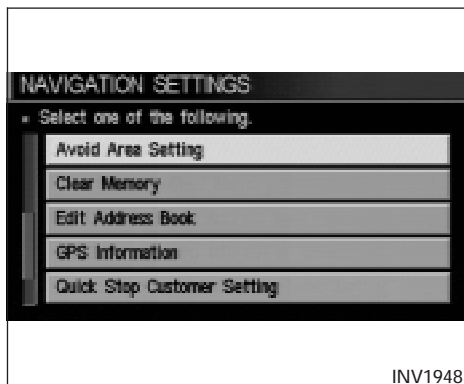 NAVIGATION SETTINGS
Select one of the following.
Avoid Area Setting
Clear Memory
Edit Address Book
GPS Information
Quick Stop Customer Setting
INV1948